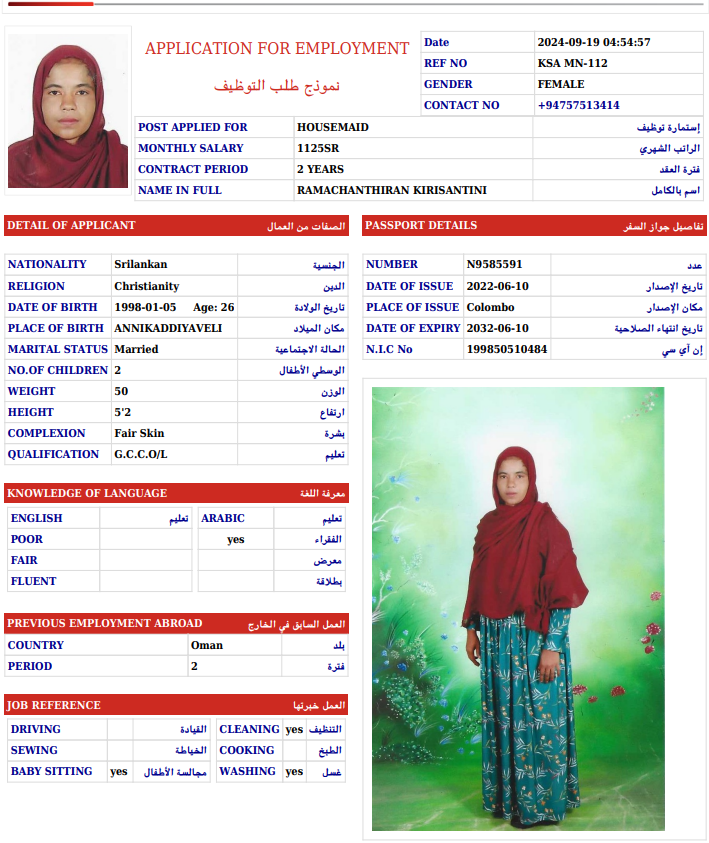 APPLICATION FOR EMPLOYMENT
نموذج طلب التوظيف
Date 2024-09-19 04:54:57
REF NO KSA MN-112
GENDER FEMALE
CONTACT NO +94757513414
POST APPLIED FOR HOUSEMAID إستمارة توظيف
MONTHLY SALARY 1125SR الراتب الشهري
CONTRACT PERIOD 2 YEARS فترة العقد
NAME IN FULL RAMACHANTHIRAN KIRISANTINI اسم بالكامل
DETAIL OF APPLICANT الصفات من العمال
NATIONALITY Srilankan الجنسية
RELIGION Christianity الدين
DATE OF BIRTH 1998-01-05 Age: 26 تاريخ الولادة
PLACE OF BIRTH ANNIKADDIYAVELI مكان الميلاد
MARITAL STATUS Married الحالة الاجتماعية
NO.OF CHILDREN 2 الوسطي الأطفال
WEIGHT 50 الوزن
HEIGHT 5'2 ارتفاع
COMPLEXION Fair Skin بشرة
QUALIFICATION G.C.C.O/L تعليم
KNOWLEDGE OF LANGUAGE معرفة اللغة
ENGLISH تعليم ARABIC تعليم
POOR yes الفقراء
FAIR معرض
FLUENT بطلاقة
PREVIOUS EMPLOYMENT ABROAD العمل السابق في الخارج
COUNTRY Oman بلد
PERIOD 2 فترة
JOB REFERENCE العمل خبرتها
DRIVING القيادة CLEANING yes التنظيف
SEWING الخياطة COOKING الطبخ
BABY SITTING yes مجالسة الأطفال WASHING yes غسل
PASSPORT DETAILS تفاصيل جواز السفر
NUMBER N9585591 عدد
DATE OF ISSUE 2022-06-10 تاريخ الإصدار
PLACE OF ISSUE Colombo مكان الإصدار
DATE OF EXPIRY 2032-06-10 تاريخ انتهاء الصلاحية
N.I.C No 199850510484 إن آي سي